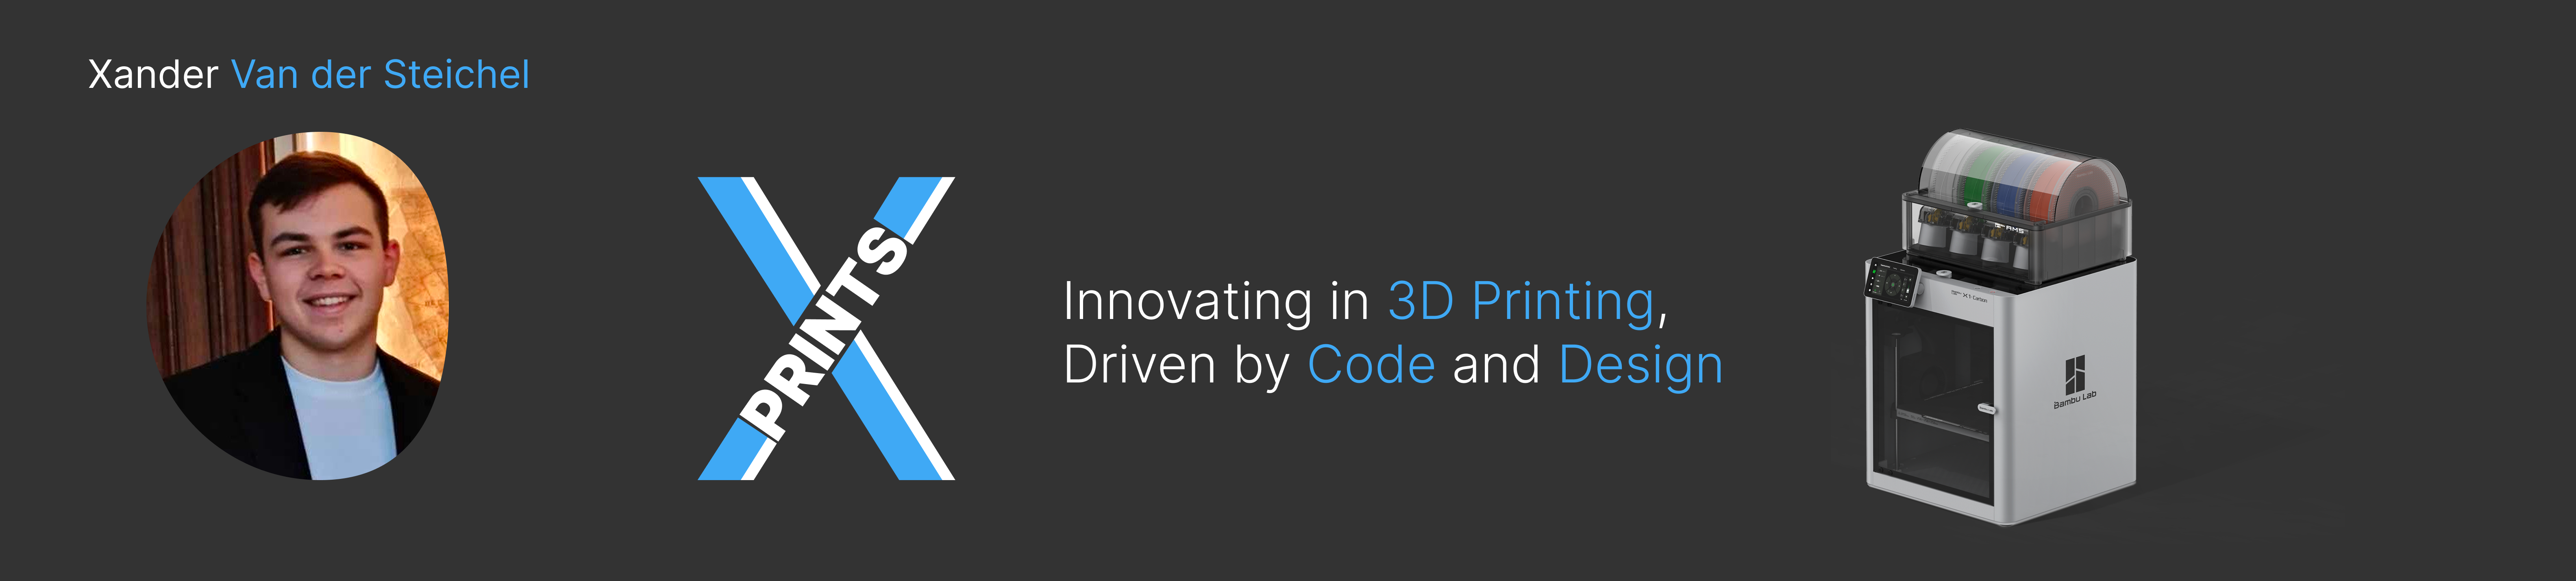 Xander Van der Steichel
PRINTS
Innovating in 3D Printing,
Driven by Code and Design
AMS
X1-Carbon
Bambu Lab